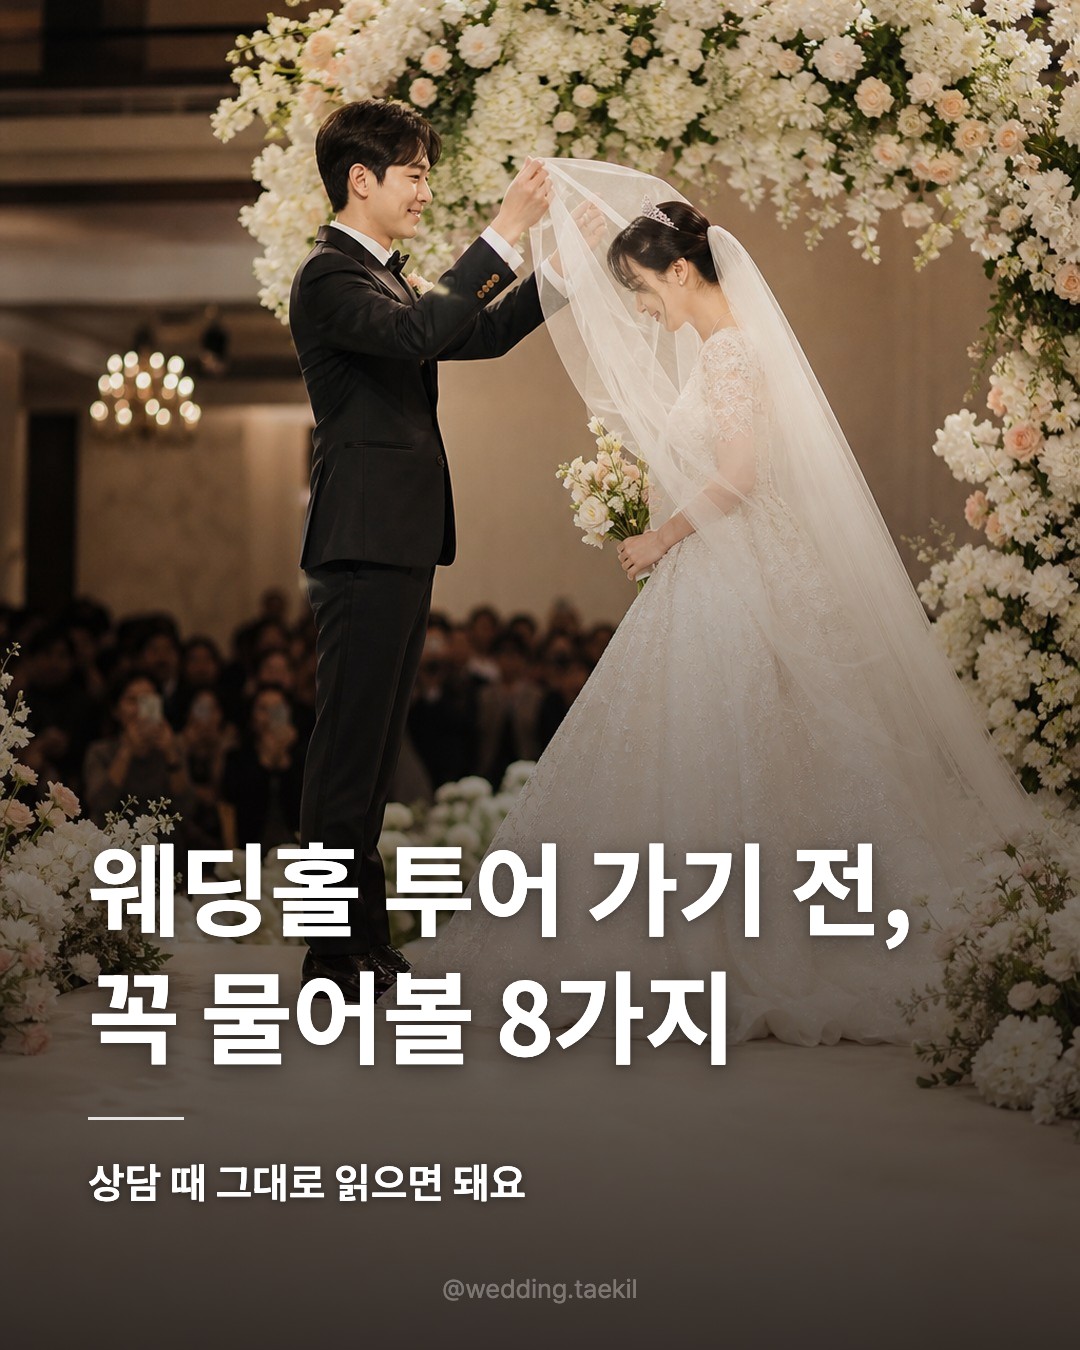 웨딩홀 투어 가기 전,
꼭 물어볼 8가지
상담 때 그대로 읽으면 돼요
@wedding.taekil